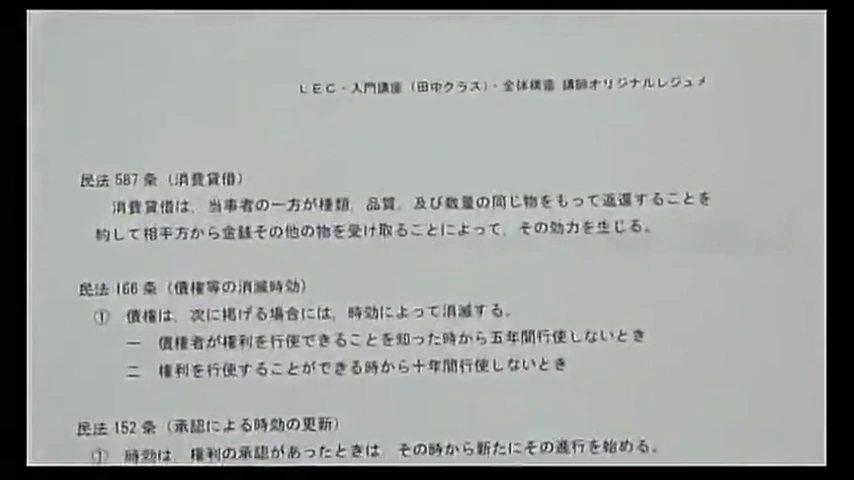 LEC・入門講座(田中クラス)・全体構造 講師オリジナルレジュメ
民法587条(消費貸借)
消費貸借は、当事者の一方が種類、品質、及び数量の同じ物をもって返還することを
約して相手方から金銭その他の物を受け取ることによって、その効力を生じる。
民法166条(債権等の消滅時効)
① 債権は、次に掲げる場合には、時効によって消滅する。
一 債権者が権利を行使できることを知った時から五年間行使しないとき
二 権利を行使することができる時から十年間行使しないとき
民法152条(承認による時効の更新)
① 時効は、権利の承認があったときは、その時から新たにその進行を始める。